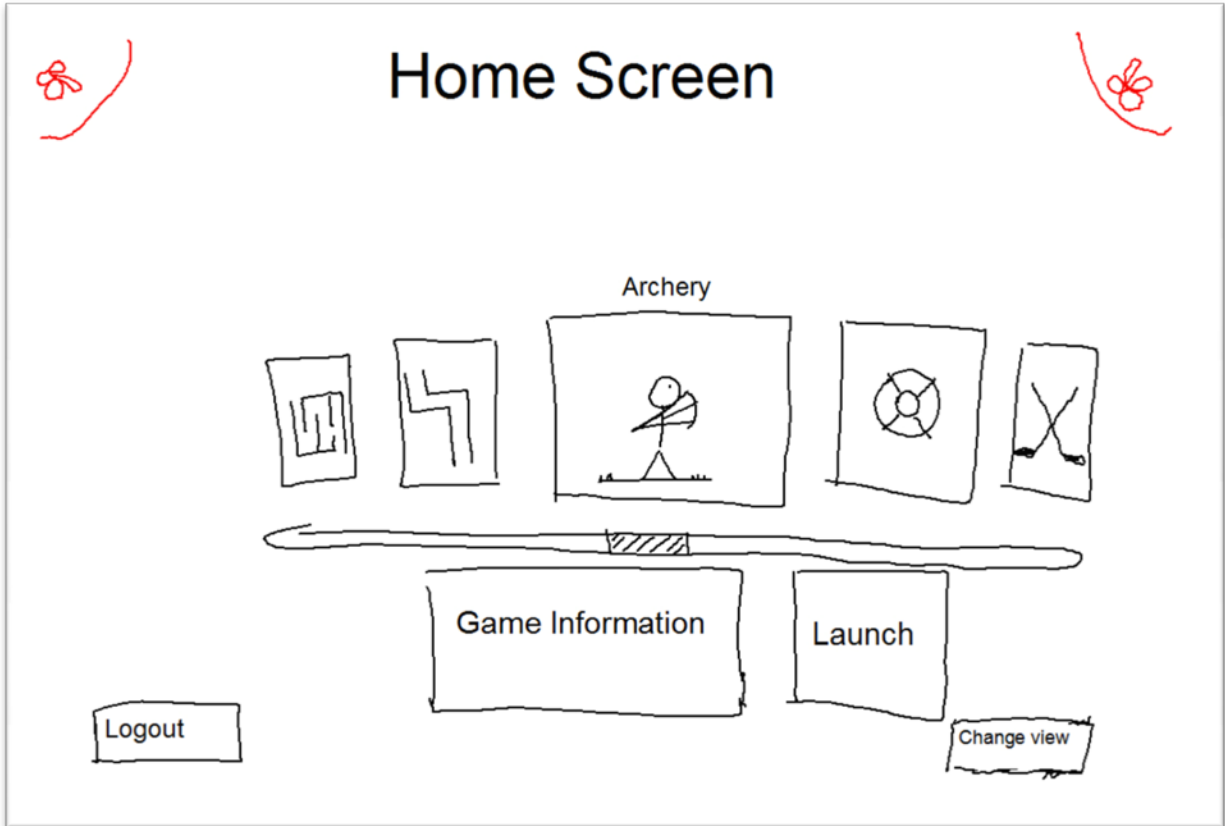 Home Screen
Archery
Game Information
Launch
Logout
Change view